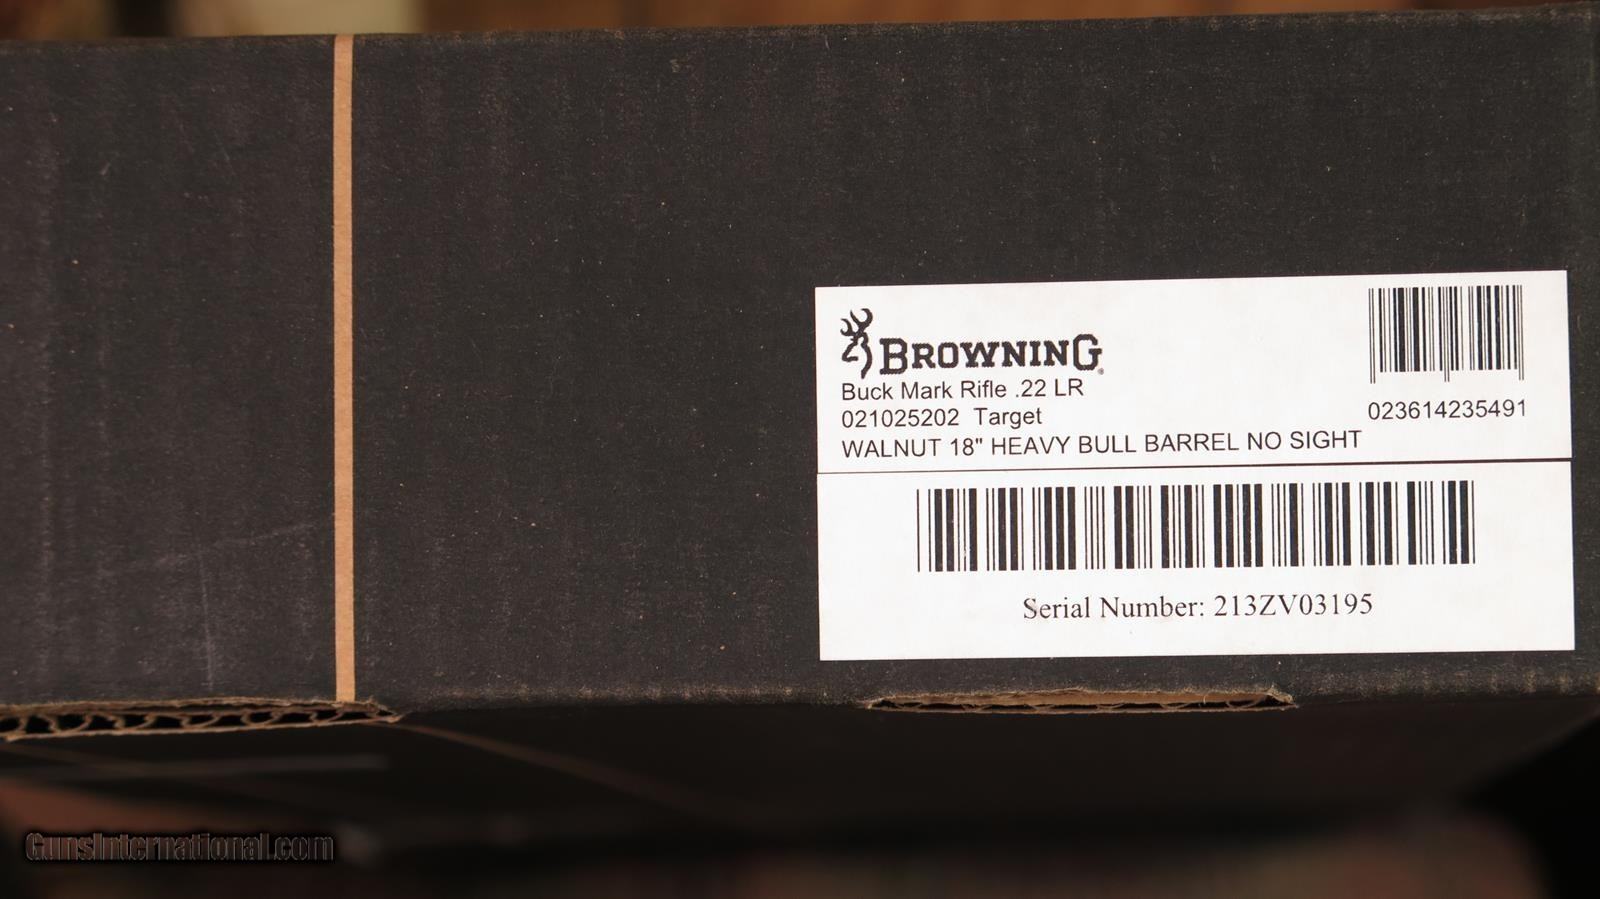 BROWNING
Buck Mark Rifle .22 LR
021025202 Target
WALNUT 18" HEAVY BULL BARREL NO SIGHT
023614235491
Serial Number: 213ZV03195
GunsInternational.com